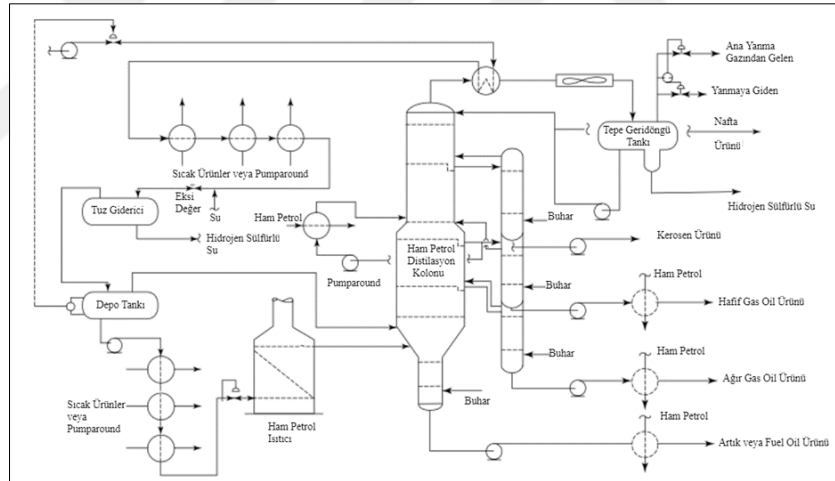 Ana Yanma
Gazından Gelen
Yanmaya Giden
Tepe Geridöngü
Tankı
Nafta
Ürünü
Sıcak Ürünler veya Pumparound
Eksi
Değer
Su
Tuz Giderici
Hidrojen Sülfürlü
Su
Ham Petrol
Pumparound
Ham Petrol
Distilasyon
Kolonu
Buhar
Hidrojen Sülfürlü Su
Kerosen Ürünü
Buhar
Ham Petrol
Hafif Gas Oil Ürünü
Depo Tankı
Buhar
Ham Petrol
Ağır Gas Oil Ürünü
Sıcak Ürünler
veya
Pumparound
Ham Petrol
Isıtıcı
Buhar
Ham Petrol
Artık veya Fuel Oil Ürünü